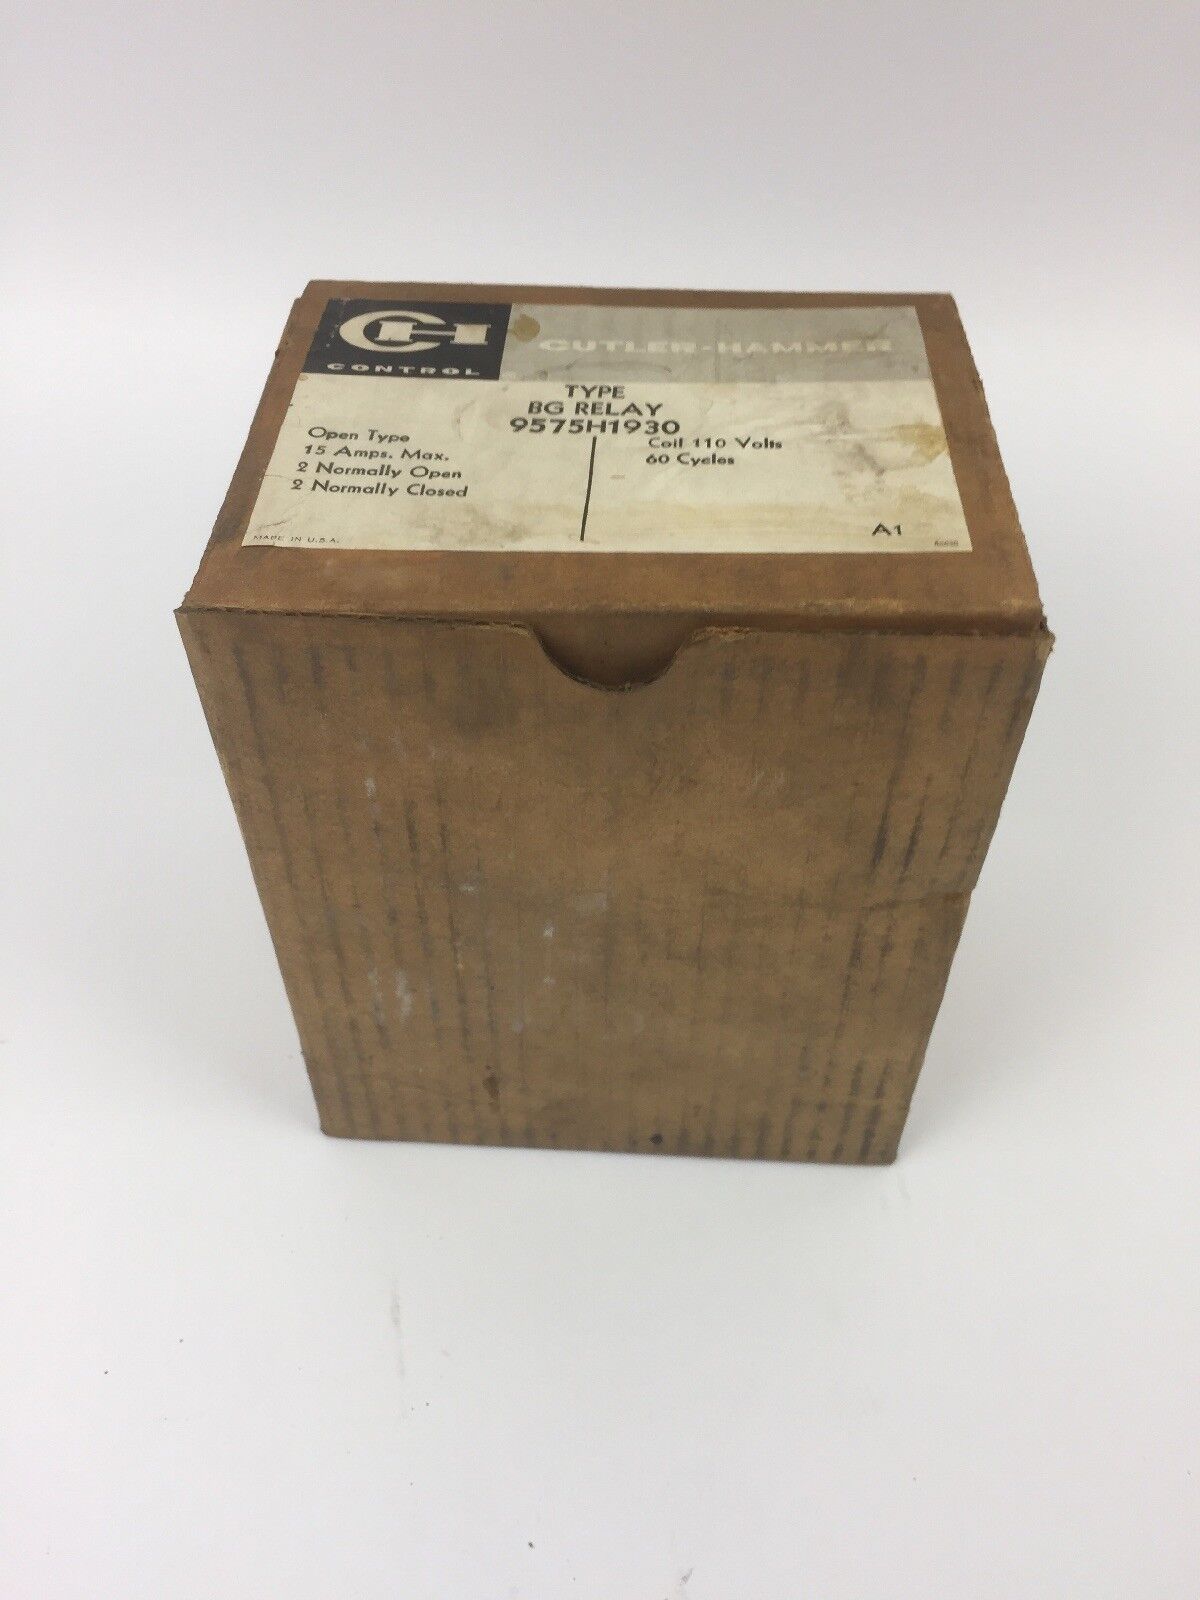 CH
CONTROL
CUTLER-HAMMER
TYPE
BG RELAY
9575H1930
Open Type
15 Amps. Max.
2 Normally Open
2 Normally Closed
Coil 110 Volts
60 Cycles
MADE IN U.S.A.
A1